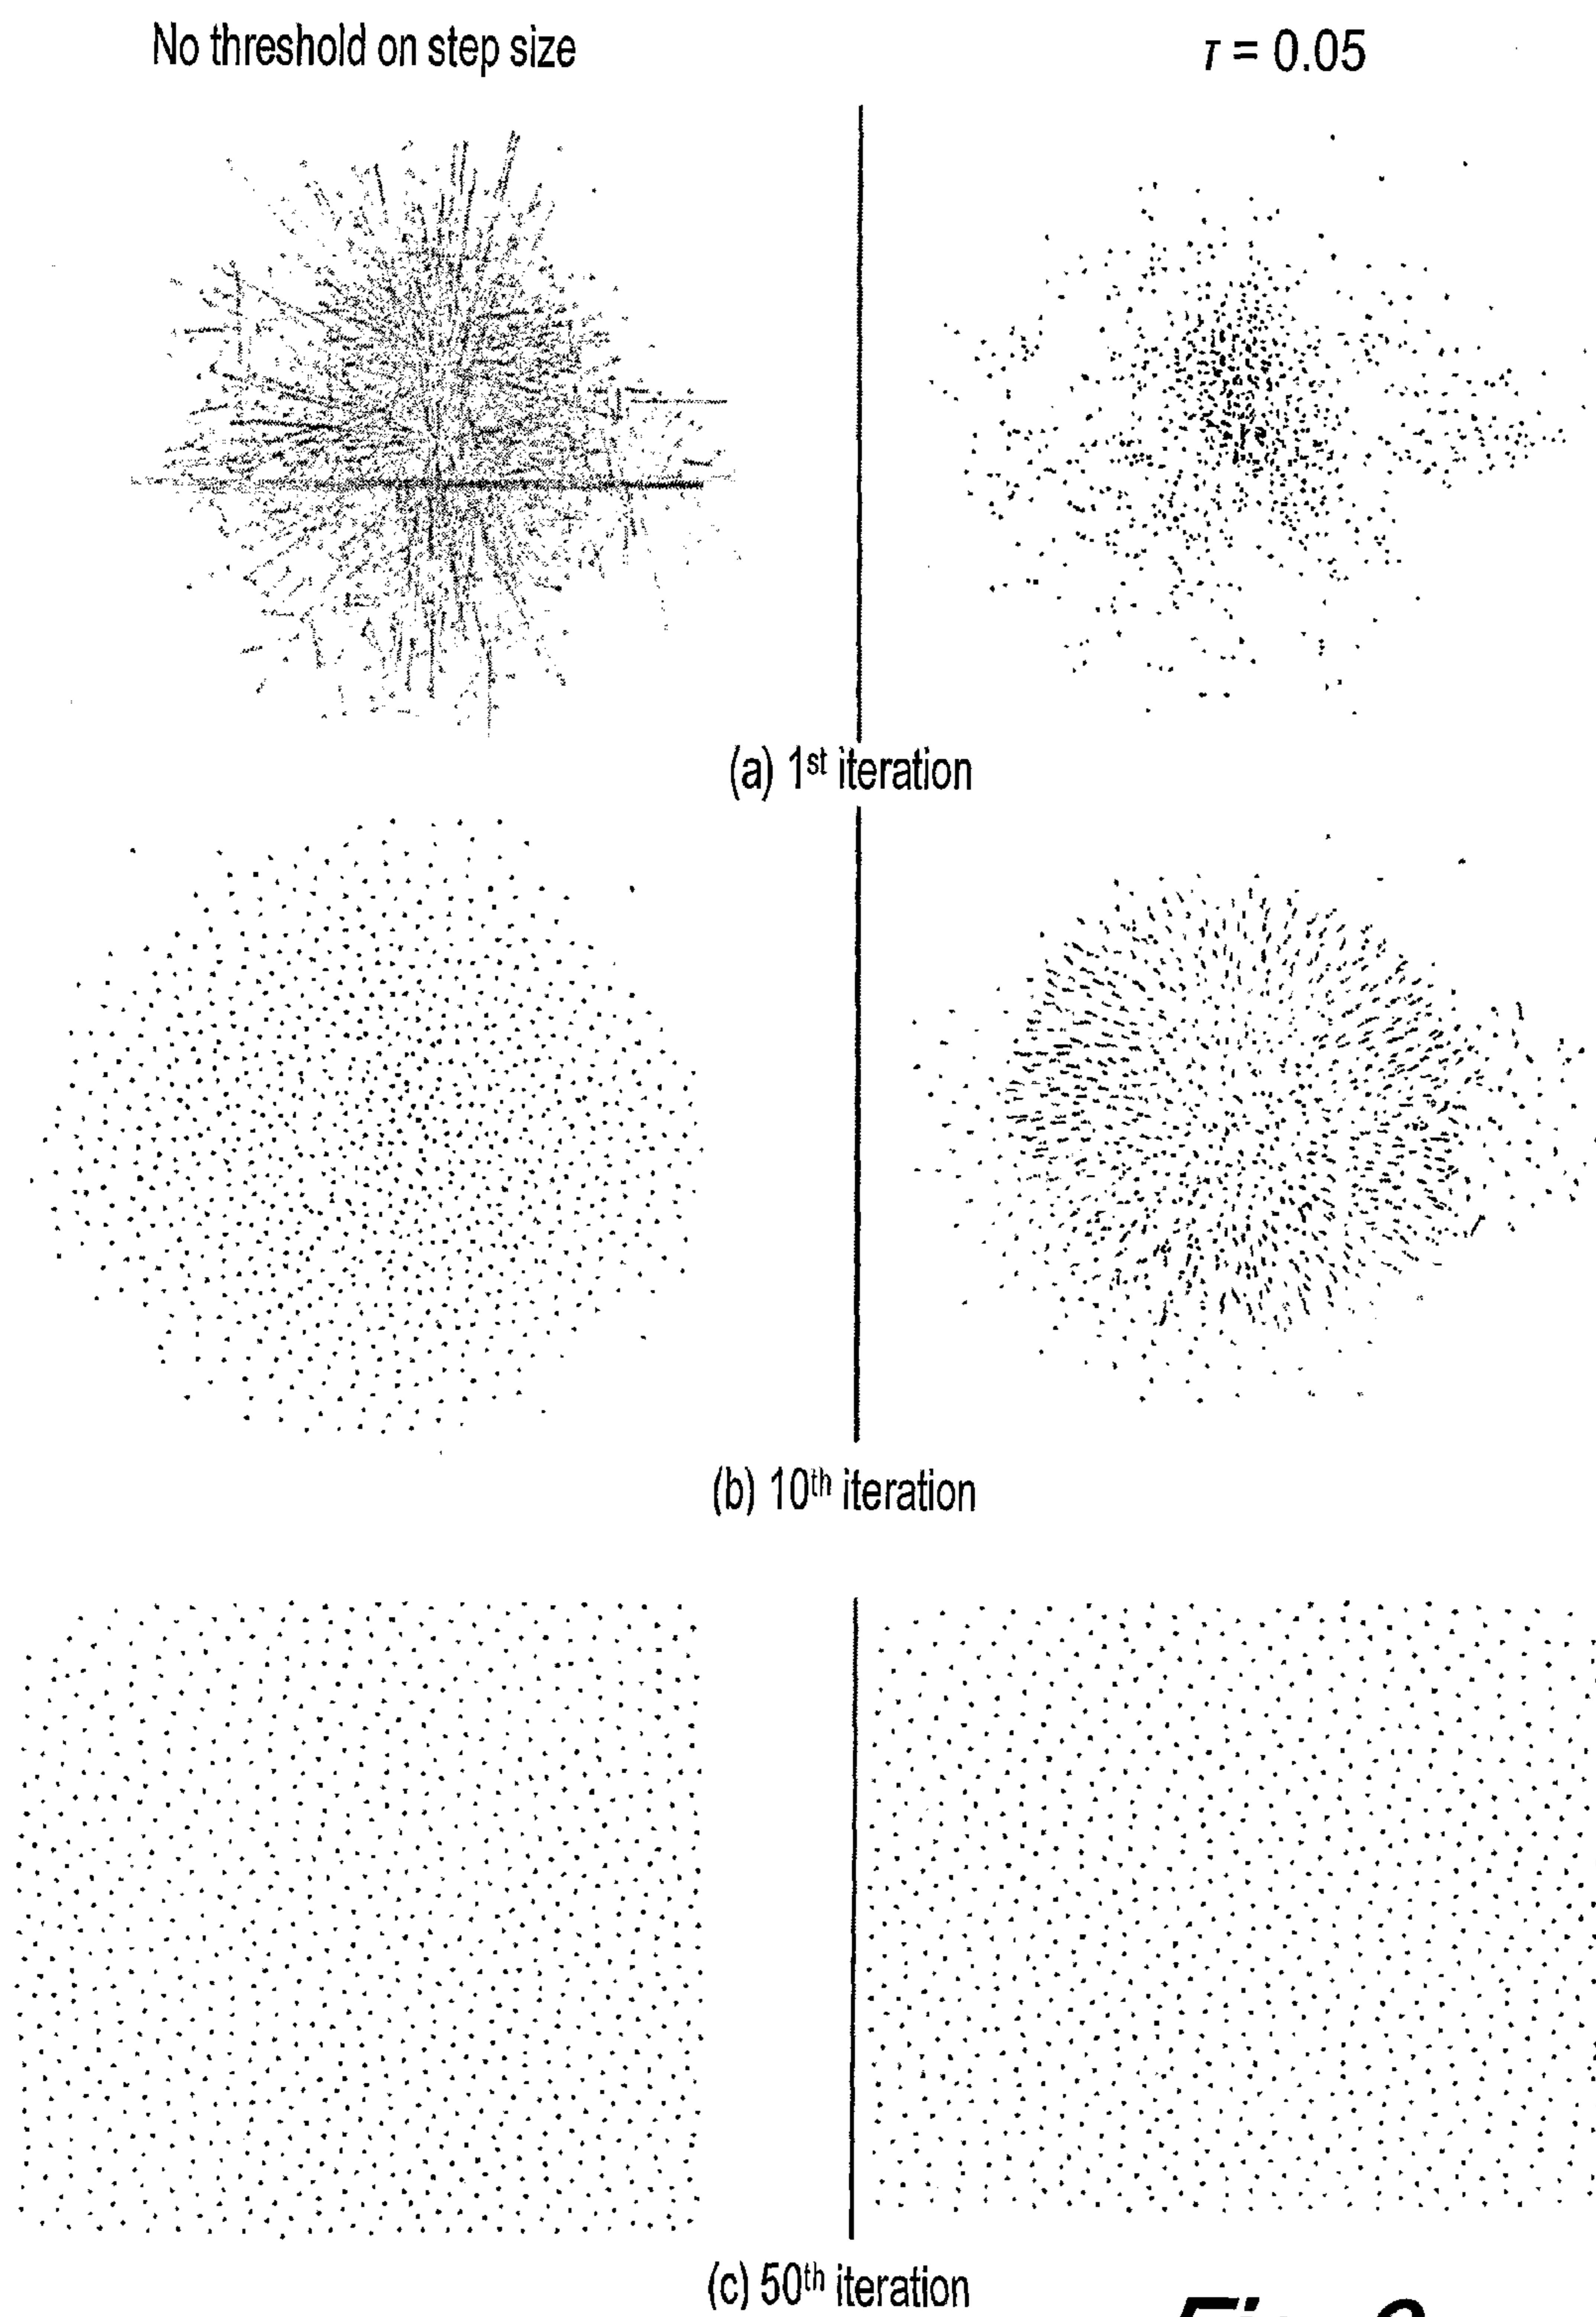 No threshold on step size
τ = 0.05
(a) 1st iteration
(b) 10th iteration
(c) 50th iteration